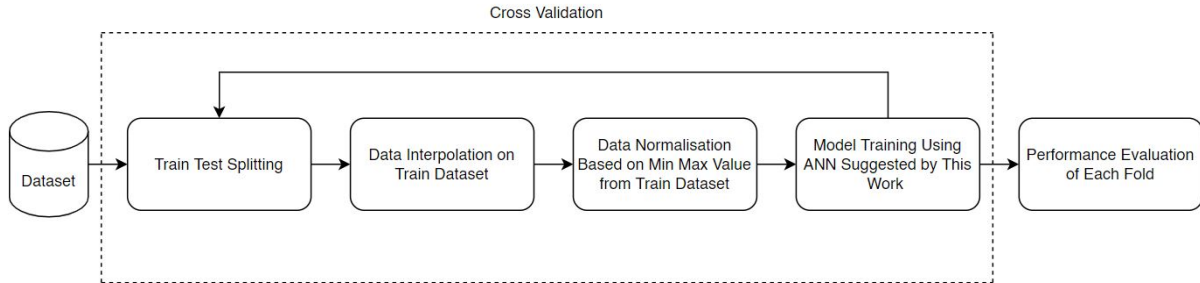 Cross Validation
Dataset
Train Test Splitting
Data Interpolation on
Train Dataset
Data Normalisation
Based on Min Max Value
from Train Dataset
Model Training Using
ANN Suggested by This
Work
Performance Evaluation
of Each Fold